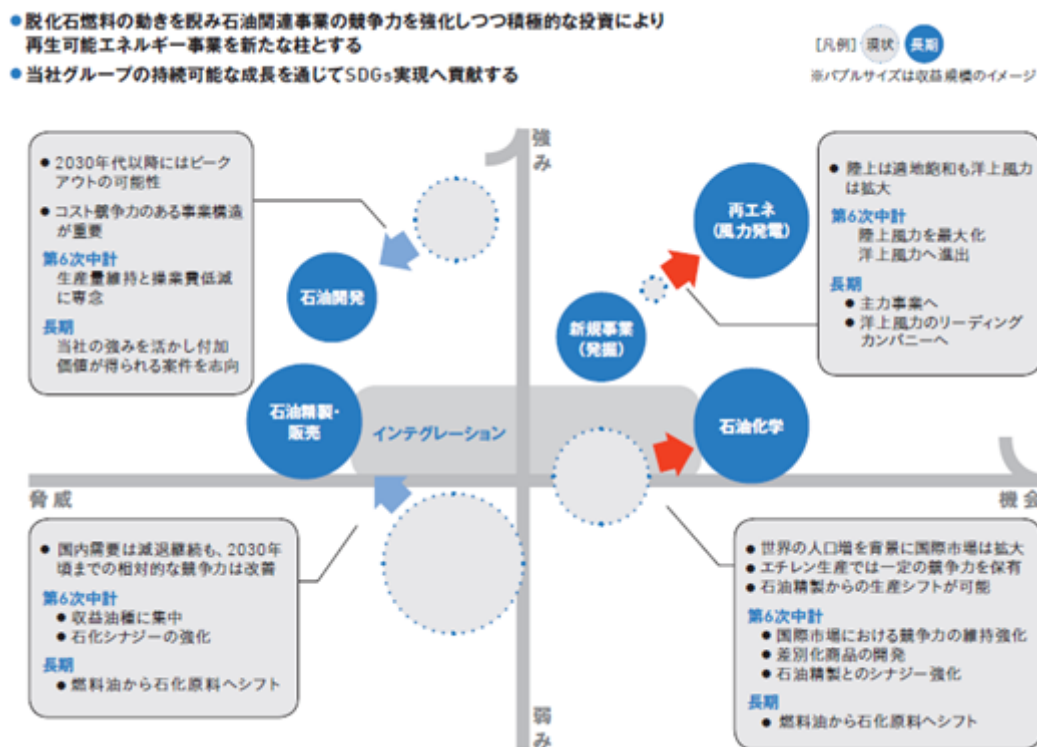 ● 脱化石燃料の動きを睨み石油関連事業の競争力を強化しつつ積極的な投資により
再生可能エネルギー事業を新たな柱とする
● 当社グループの持続可能な成長を通じてSDGs実現へ貢献する
[凡例] 現状 長期
※バブルサイズは収益規模のイメージ
強み
● 2030年代以降にはピーク
アウトの可能性
● コスト競争力のある事業構造
が重要
第6次中計
生産量維持と操業費低減
に専念
長期
当社の強みを活かし付加
価値が得られる案件を志向
石油開発
再エネ
(風力発電)
新規事業
(発掘)
● 陸上は適地飽和も洋上風力
は拡大
第6次中計
陸上風力を最大化
洋上風力へ進出
長期
● 主力事業へ
● 洋上風力のリーディング
カンパニーへ
石油精製・
販売
インテグレーション
石油化学
脅威
機会
● 国内需要は減退継続も、2030年
頃までの相対的な競争力は改善
第6次中計
● 収益油種に集中
● 石化シナジーの強化
長期
● 燃料油から石化原料へシフト
● 世界の人口増を背景に国際市場は拡大
● エチレン生産では一定の競争力を保有
● 石油精製からの生産シフトが可能
第6次中計
● 国際市場における競争力の維持強化
● 差別化商品の開発
● 石油精製とのシナジー強化
長期
● 燃料油から石化原料へシフト
弱み